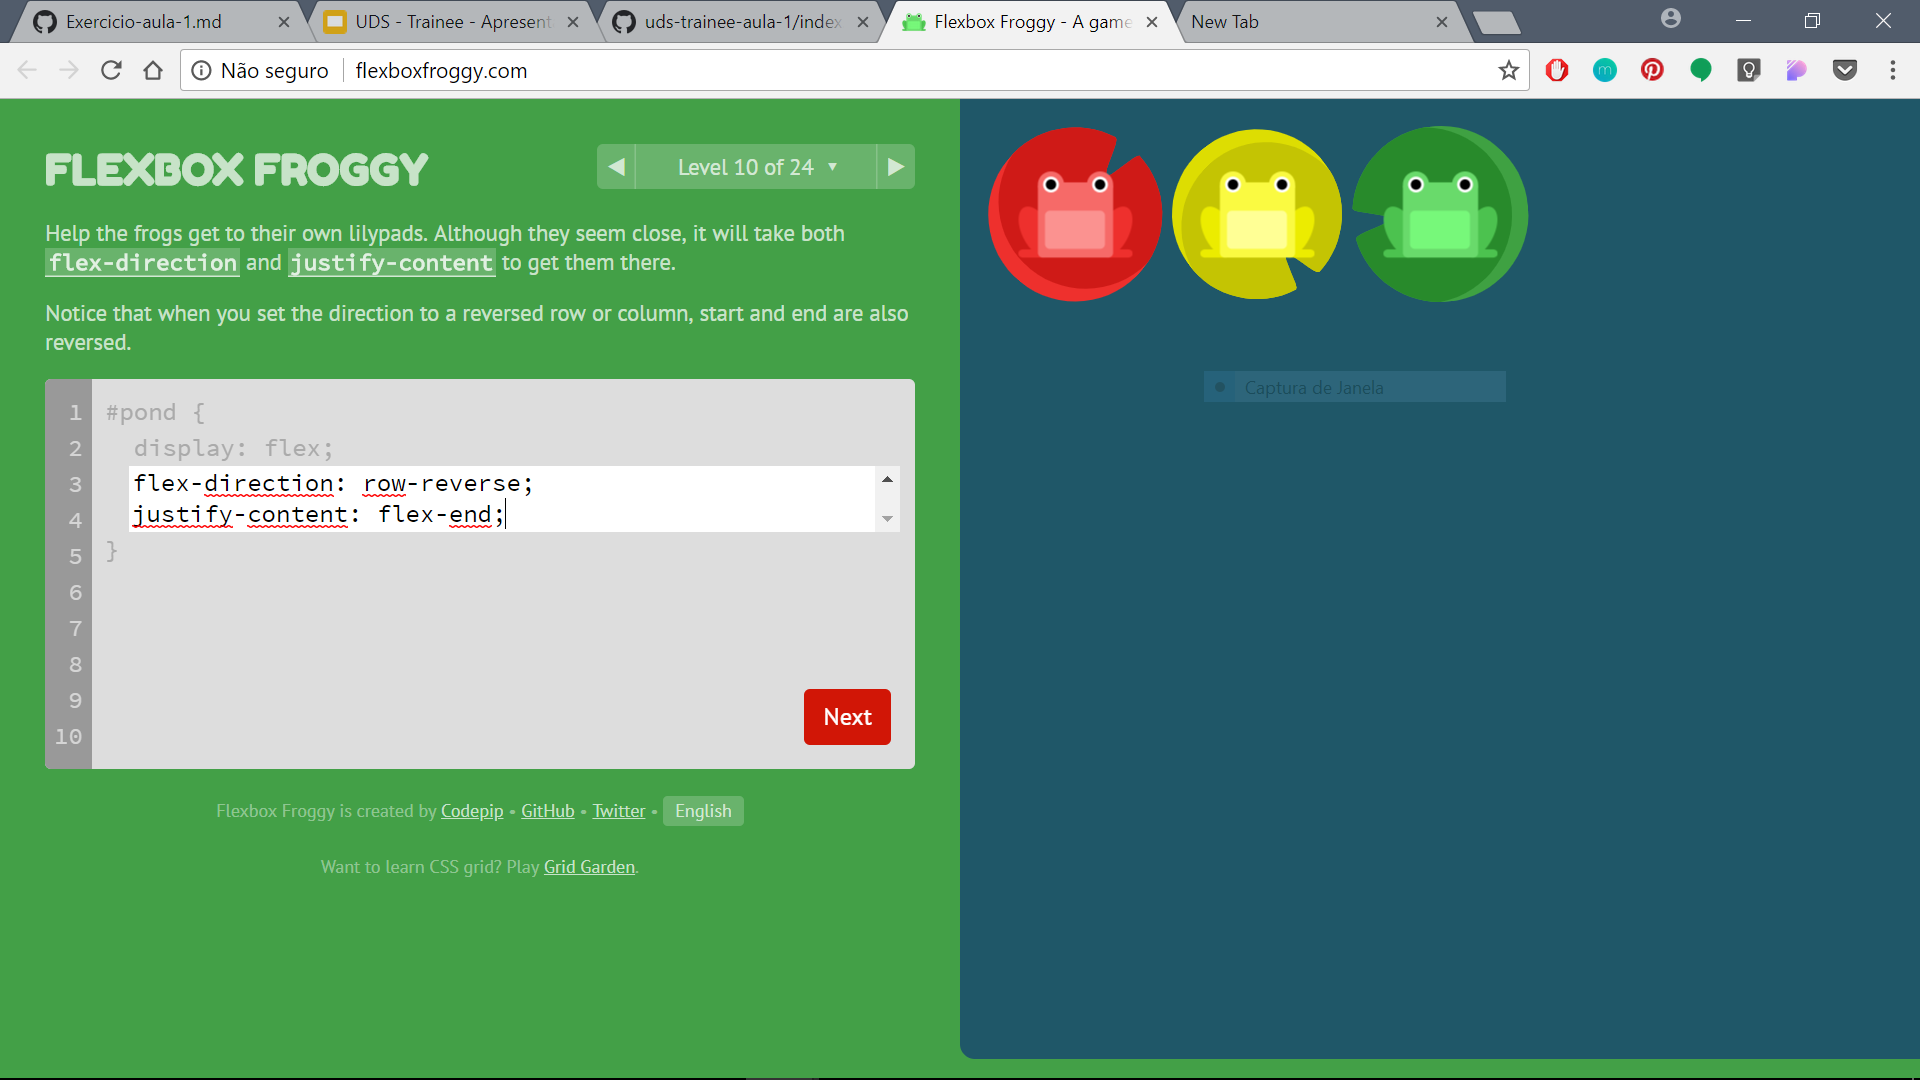 Exercicio-aula-1.md
UDS - Trainee - Apresent
uds-trainee-aula-1/index
Flexbox Froggy - A game
New Tab
Não seguro
flexboxfroggy.com
FLEXBOX FROGGY
Level 10 of 24
Help the frogs get to their own lilypads. Although they seem close, it will take both
flex-direction and justify-content to get them there.
Notice that when you set the direction to a reversed row or column, start and end are also
reversed.
1 #pond {
2 display: flex;
3 flex-direction: row-reverse;
4 justify-content: flex-end;
5 }
6
7
8
9
10
Next
Flexbox Froggy is created by Codepip • GitHub • Twitter • English
Want to learn CSS grid? Play Grid Garden.
Captura de Janela